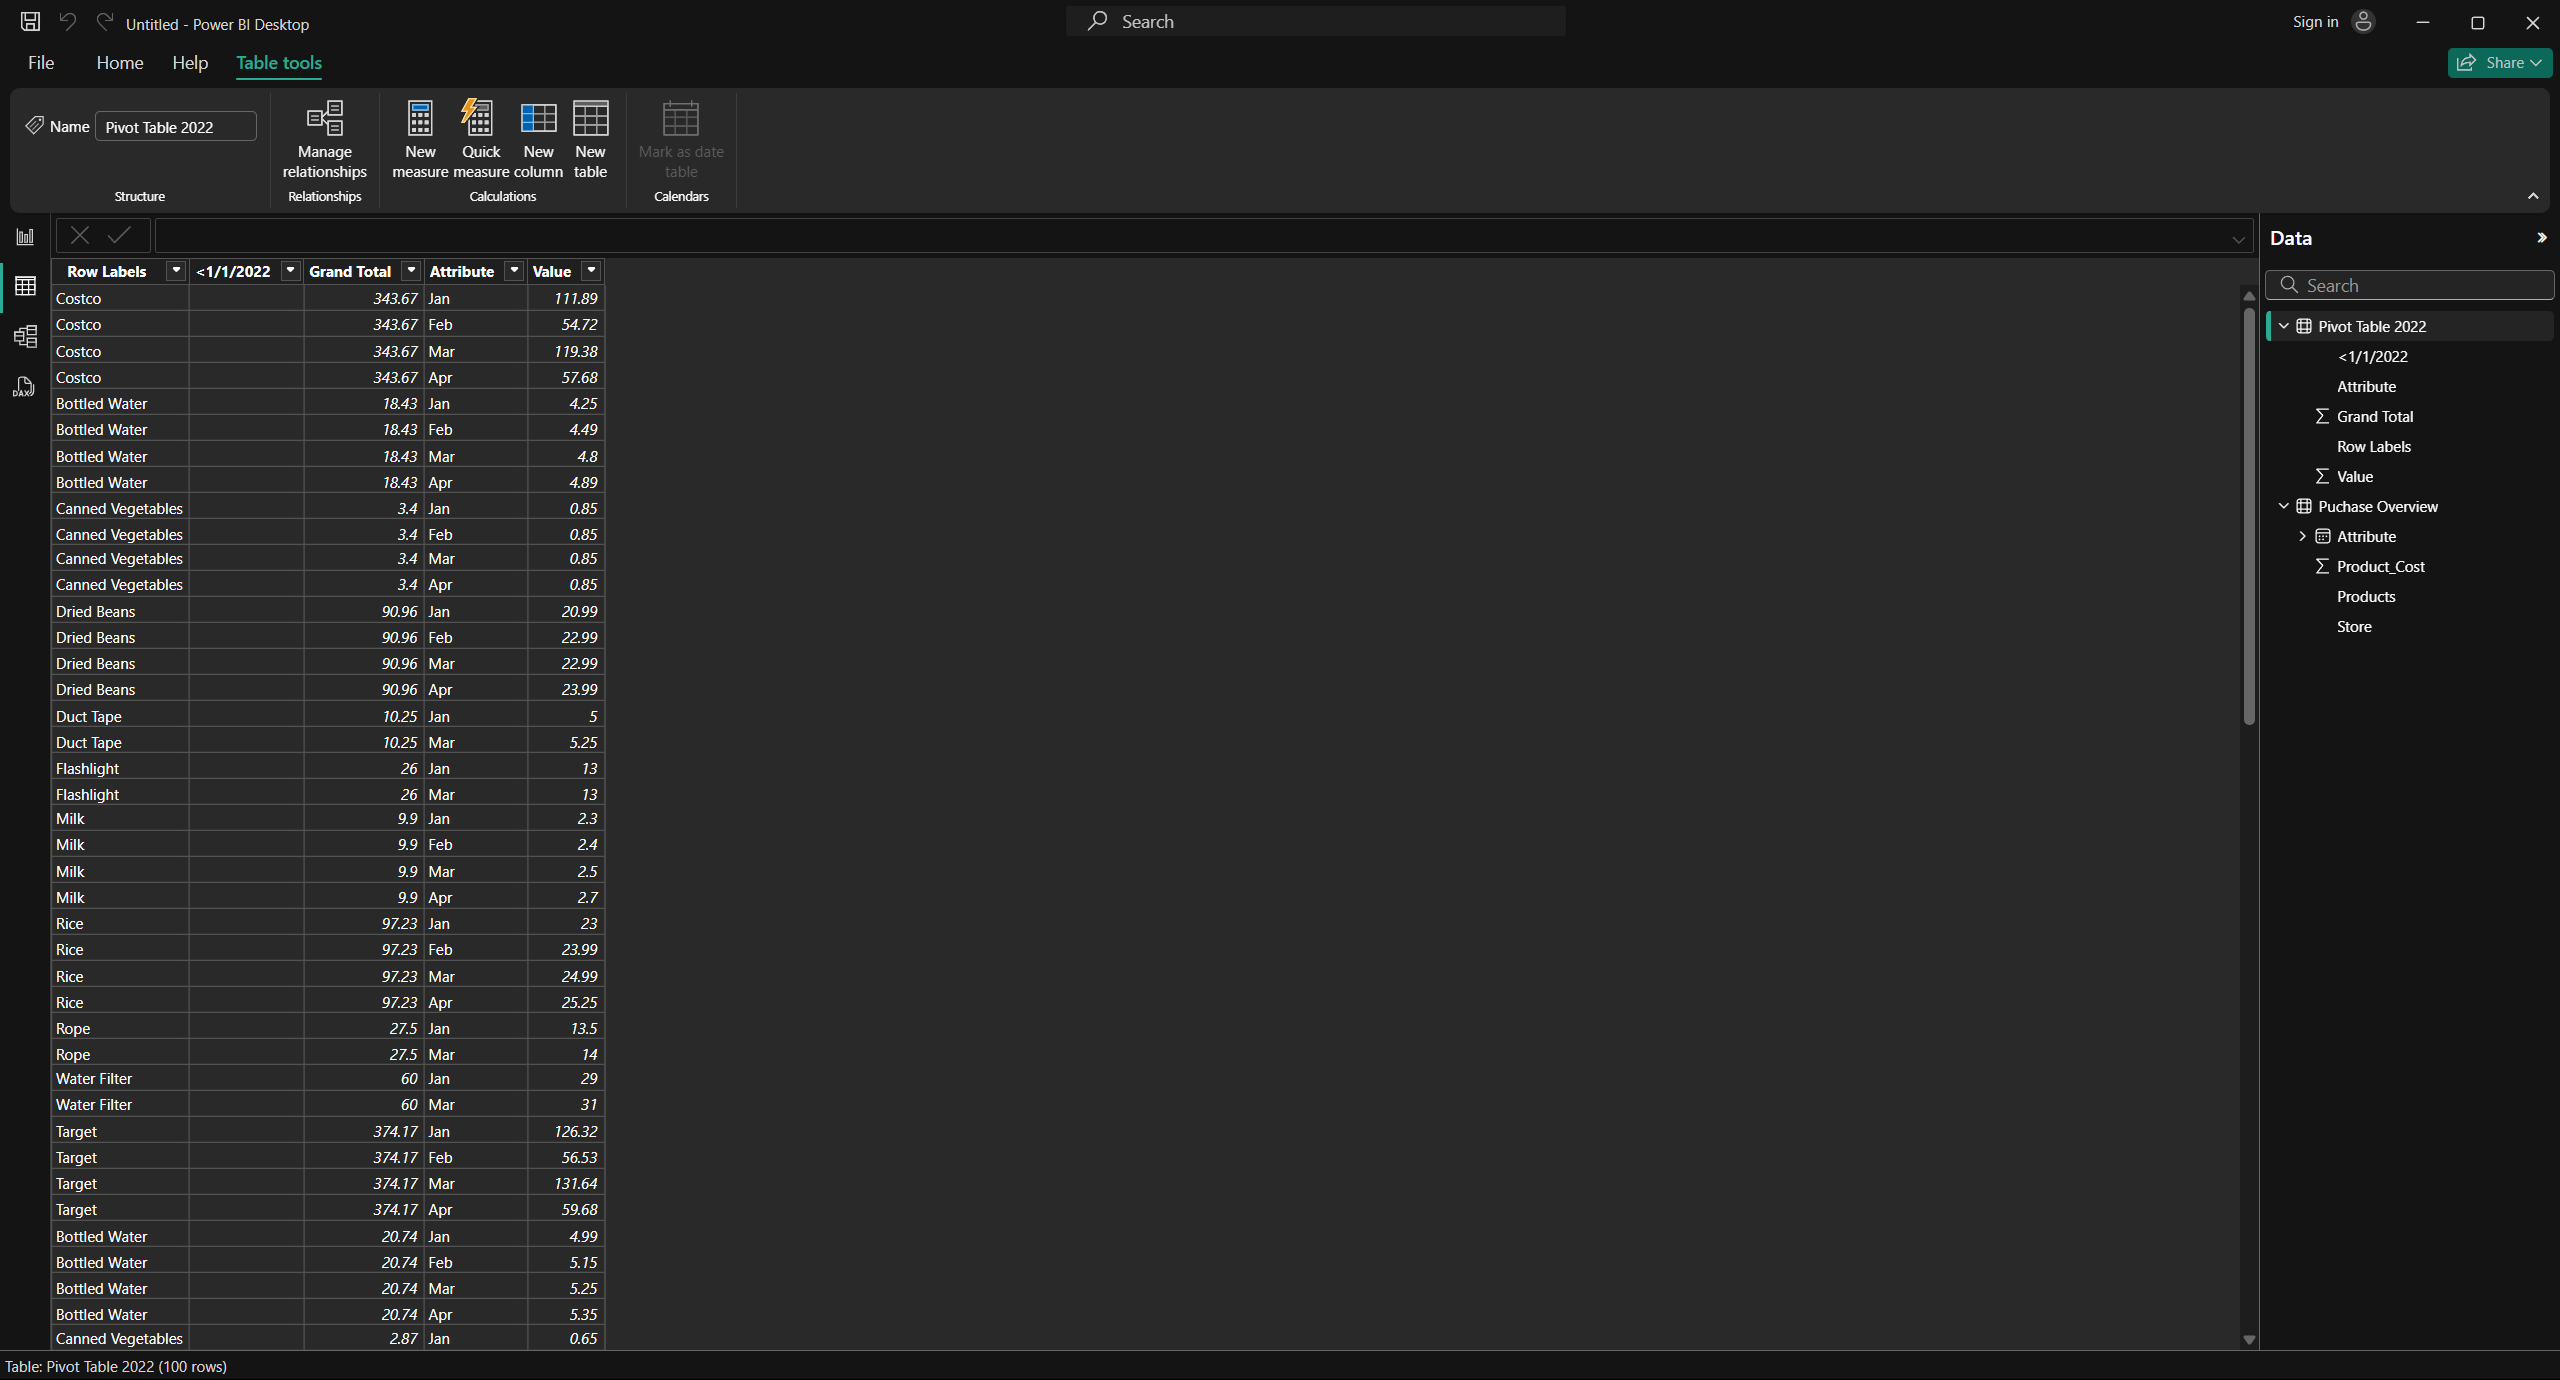 Untitled - Power BI Desktop
Search
Sign in
File Home Help Table tools
Share
Name Pivot Table 2022
Structure
Manage relationships
Relationships
New measure
Quick measure
New column
New table
Calculations
Mark as date table
Calendars
Row Labels <1/1/2022 Grand Total Attribute Value
Costco 343.67 Jan 111.89
Costco 343.67 Feb 54.72
Costco 343.67 Mar 119.38
Costco 343.67 Apr 57.68
Bottled Water 18.43 Jan 4.25
Bottled Water 18.43 Feb 4.49
Bottled Water 18.43 Mar 4.8
Bottled Water 18.43 Apr 4.89
Canned Vegetables 3.4 Jan 0.85
Canned Vegetables 3.4 Feb 0.85
Canned Vegetables 3.4 Mar 0.85
Canned Vegetables 3.4 Apr 0.85
Dried Beans 90.96 Jan 20.99
Dried Beans 90.96 Feb 22.99
Dried Beans 90.96 Mar 22.99
Dried Beans 90.96 Apr 23.99
Duct Tape 10.25 Jan 5
Duct Tape 10.25 Mar 5.25
Flashlight 26 Jan 13
Flashlight 26 Mar 13
Milk 9.9 Jan 2.3
Milk 9.9 Feb 2.4
Milk 9.9 Mar 2.5
Milk 9.9 Apr 2.7
Rice 97.23 Jan 23
Rice 97.23 Feb 23.99
Rice 97.23 Mar 24.99
Rice 97.23 Apr 25.25
Rope 27.5 Jan 13.5
Rope 27.5 Mar 14
Water Filter 60 Jan 29
Water Filter 60 Mar 31
Target 374.17 Jan 126.32
Target 374.17 Feb 56.53
Target 374.17 Mar 131.64
Target 374.17 Apr 59.68
Bottled Water 20.74 Jan 4.99
Bottled Water 20.74 Feb 5.15
Bottled Water 20.74 Mar 5.25
Bottled Water 20.74 Apr 5.35
Canned Vegetables 2.87 Jan 0.65
Data
Search
Pivot Table 2022
<1/1/2022
Attribute
Grand Total
Row Labels
Value
Puchase Overview
Attribute
Product_Cost
Products
Store
DAX
Table: Pivot Table 2022 (100 rows)